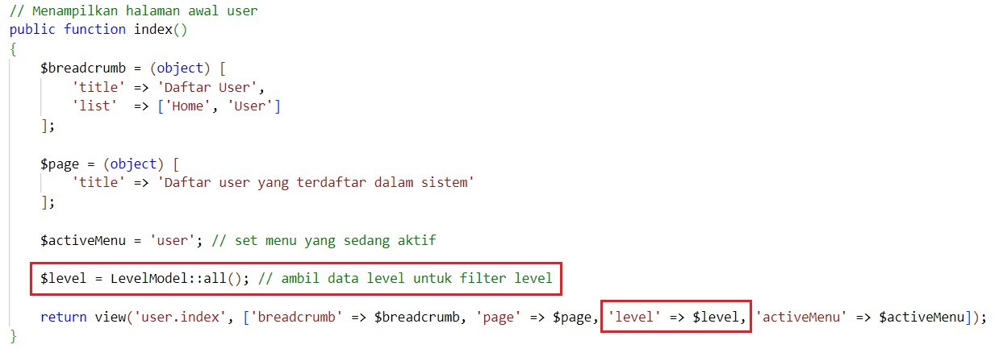 // Menampilkan halaman awal user
public function index()
{
    $breadcrumb = (object) [
        'title' => 'Daftar User',
        'list'  => ['Home', 'User']
    ];

    $page = (object) [
        'title' => 'Daftar user yang terdaftar dalam sistem'
    ];

    $activeMenu = 'user'; // set menu yang sedang aktif

    $level = LevelModel::all(); // ambil data level untuk filter level

    return view('user.index', ['breadcrumb' => $breadcrumb, 'page' => $page, 'level' => $level, 'activeMenu' => $activeMenu]);
}